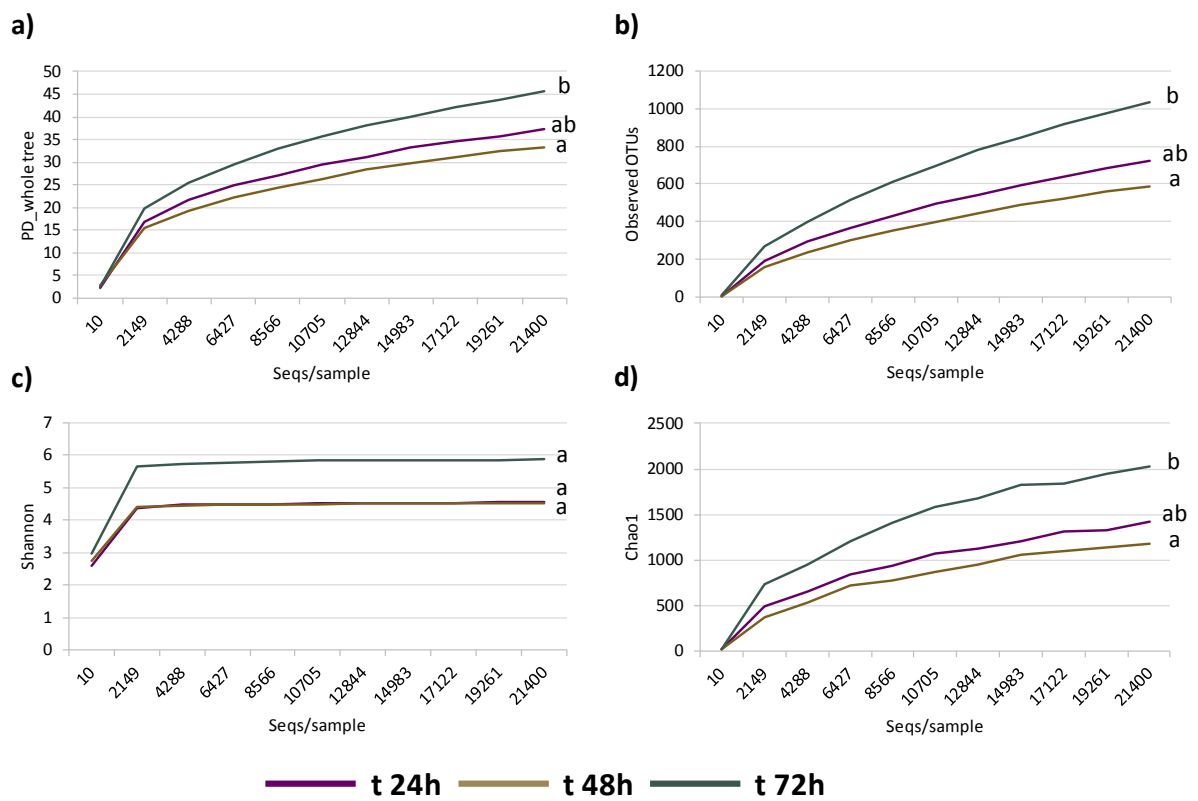 a)
PD_whole tree
50
45
40
35
30
25
20
15
10
5
0
b
ab
a
10 2149 4288 6427 8566 10705 12844 14983 17122 19261 21400
Seqs/sample
b)
Observed OTUs
1200
1000
800
600
400
200
0
b
ab
a
10 2149 4288 6427 8566 10705 12844 14983 17122 19261 21400
Seqs/sample
c)
Shannon
7
6
5
4
3
2
1
0
a
a
a
10 2149 4288 6427 8566 10705 12844 14983 17122 19261 21400
Seqs/sample
d)
Chao1
2500
2000
1500
1000
500
0
b
ab
a
10 2149 4288 6427 8566 10705 12844 14983 17122 19261 21400
Seqs/sample
t 24h t 48h t 72h